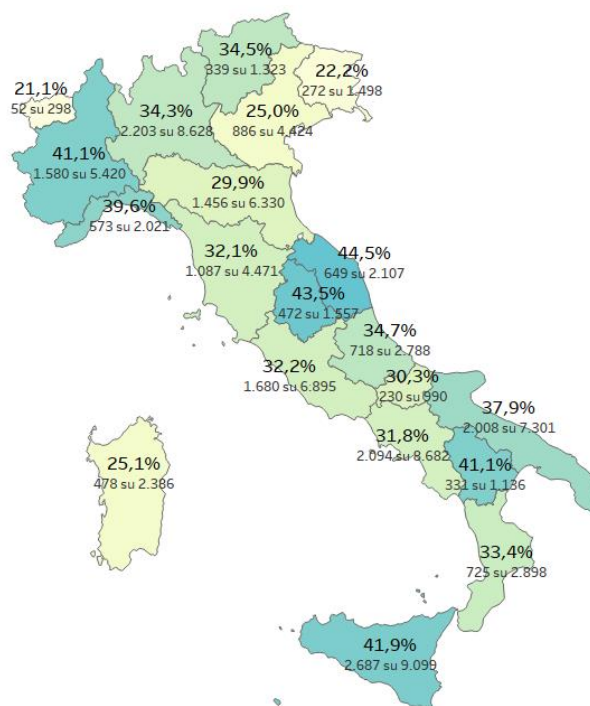 34,5%
339 su 1.323
22,2%
272 su 1.498
21,1%
52 su 298
34,3%
2.203 su 8.628
25,0%
886 su 4.424
41,1%
1.580 su 5.420
29,9%
1.456 su 6.330
39,6%
573 su 2.021
32,1%
1.087 su 4.471
44,5%
649 su 2.107
43,5%
472 su 1.557
34,7%
718 su 2.788
32,2%
1.680 su 6.895
30,3%
230 su 990
37,9%
2.008 su 7.301
31,8%
2.094 su 8.682
41,1%
331 su 1.136
25,1%
478 su 2.386
33,4%
725 su 2.898
41,9%
2.687 su 9.099